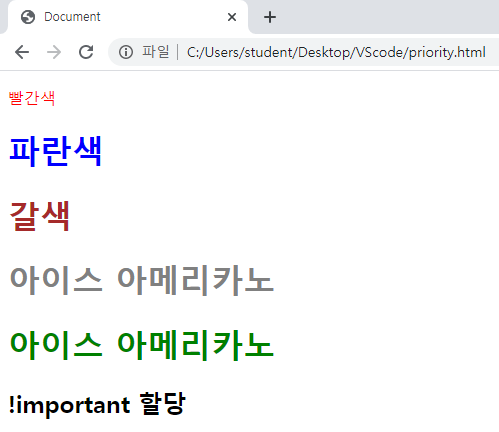 Document
파일 C:/Users/student/Desktop/VScode/priority.html
빨간색
파란색
갈색
아이스 아메리카노
아이스 아메리카노
!important 할당